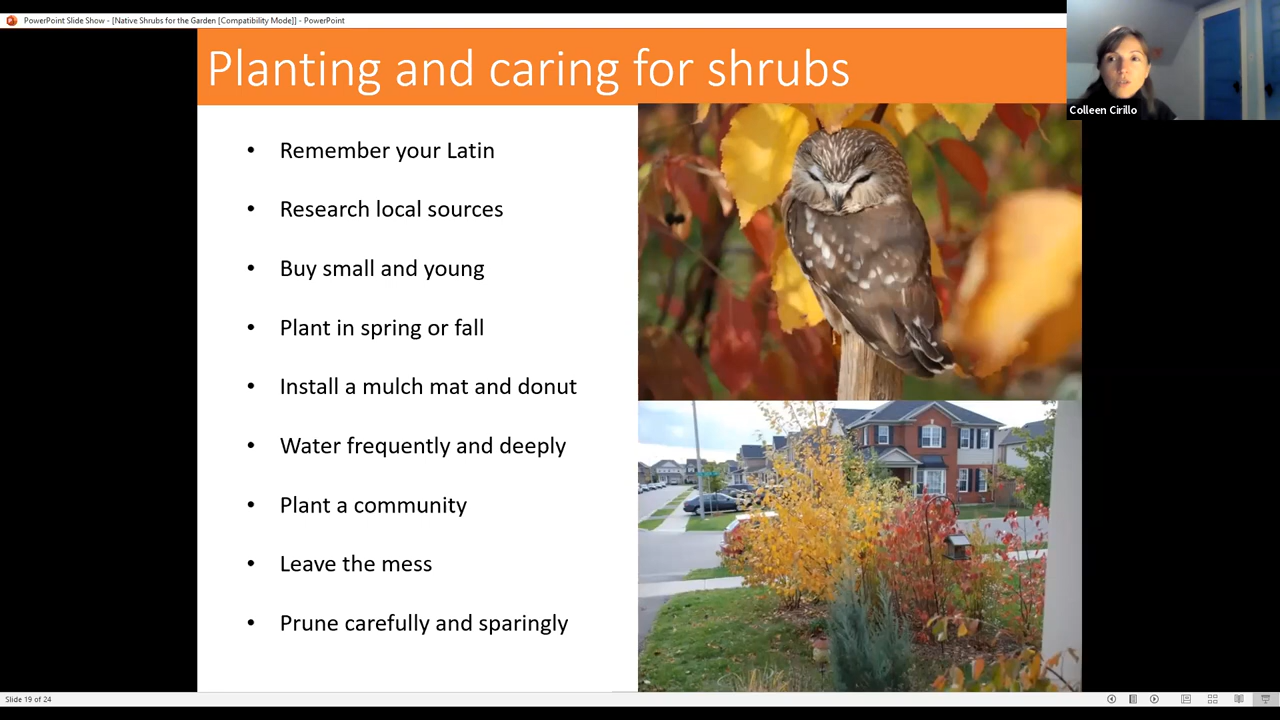 PowerPoint Slide Show - [Native Shrubs for the Garden [Compatibility Mode]] - PowerPoint
Planting and caring for shrubs
Colleen Cirillo
• Remember your Latin
• Research local sources
• Buy small and young
• Plant in spring or fall
• Install a mulch mat and donut
• Water frequently and deeply
• Plant a community
• Leave the mess
• Prune carefully and sparingly
Slide 19 of 24